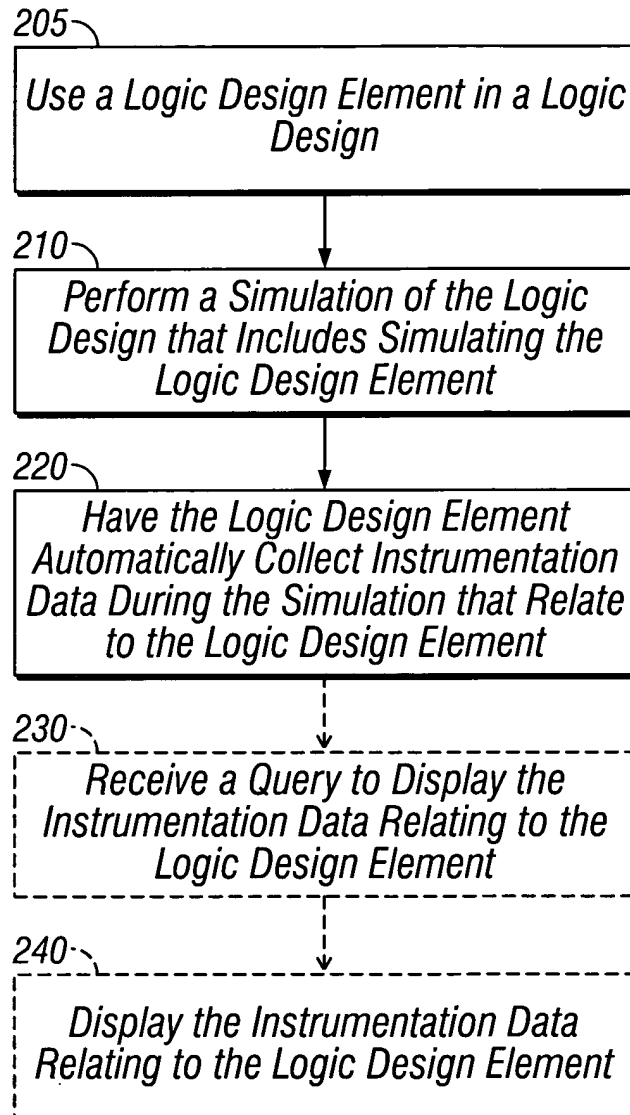 205
Use a Logic Design Element in a Logic
Design
210
Perform a Simulation of the Logic
Design that Includes Simulating the
Logic Design Element
220
Have the Logic Design Element
Automatically Collect Instrumentation
Data During the Simulation that Relate
to the Logic Design Element
230
Receive a Query to Display the
Instrumentation Data Relating to the
Logic Design Element
240
Display the Instrumentation Data
Relating to the Logic Design Element